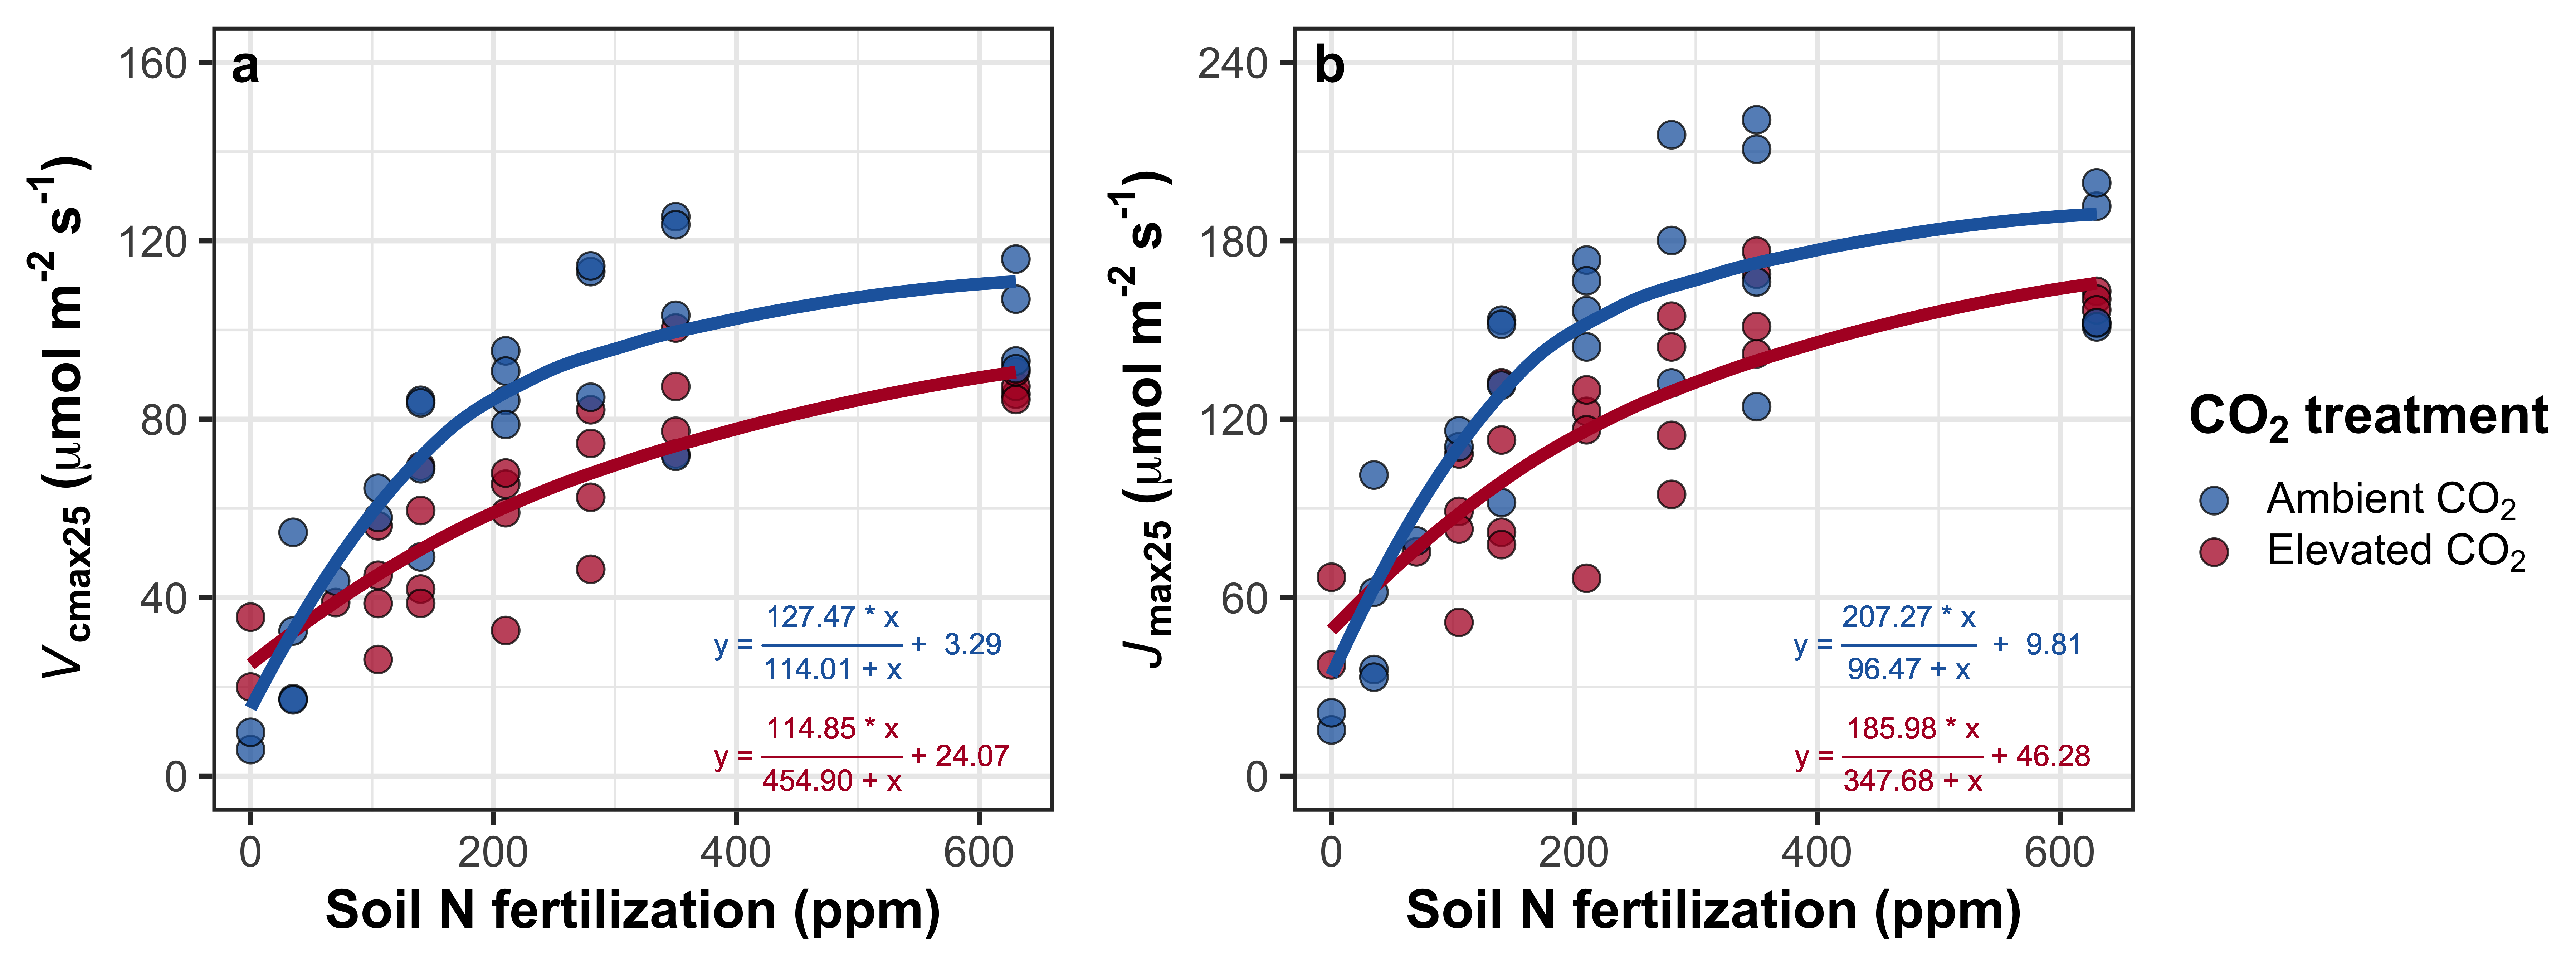 a
160
120
80
40
0
V cmax25 (μmol m-2 s-1)
y = 127.47 * x / 114.01 + x + 3.29
y = 114.85 * x / 454.90 + x + 24.07
0 200 400 600
Soil N fertilization (ppm)
b
240
180
120
60
0
J max25 (μmol m-2 s-1)
y = 207.27 * x / 96.47 + x + 9.81
y = 185.98 * x / 347.68 + x + 46.28
0 200 400 600
Soil N fertilization (ppm)
CO2 treatment
Ambient CO2
Elevated CO2